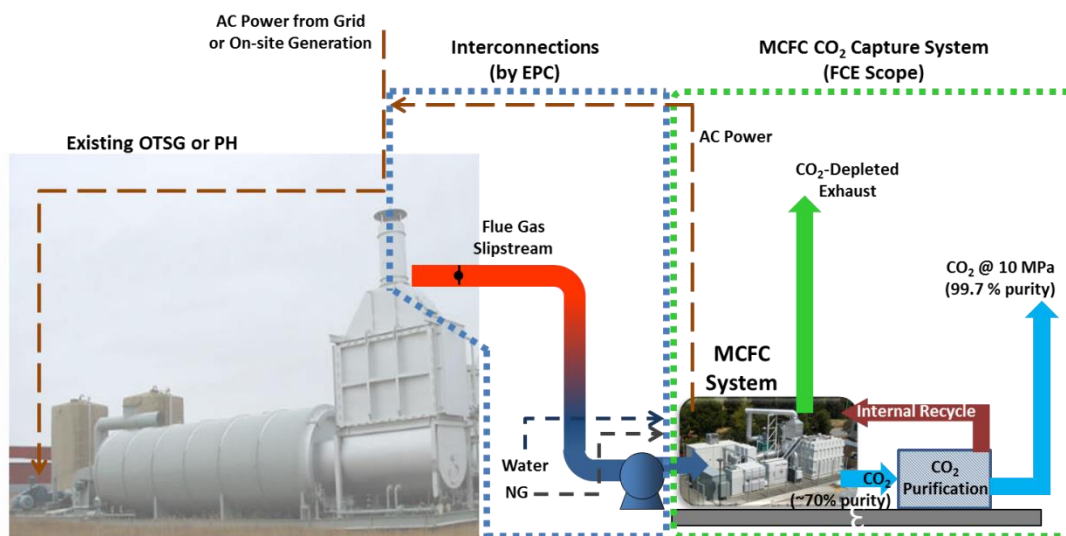 AC Power from Grid
or On-site Generation
Interconnections
(by EPC)
MCFC CO₂ Capture System
(FCE Scope)
Existing OTSG or PH
AC Power
CO₂-Depleted
Exhaust
Flue Gas
Slipstream
CO₂ @ 10 MPa
(99.7 % purity)
MCFC
System
Internal Recycle
Water
NG
CO₂
(~70% purity)
CO₂
Purification